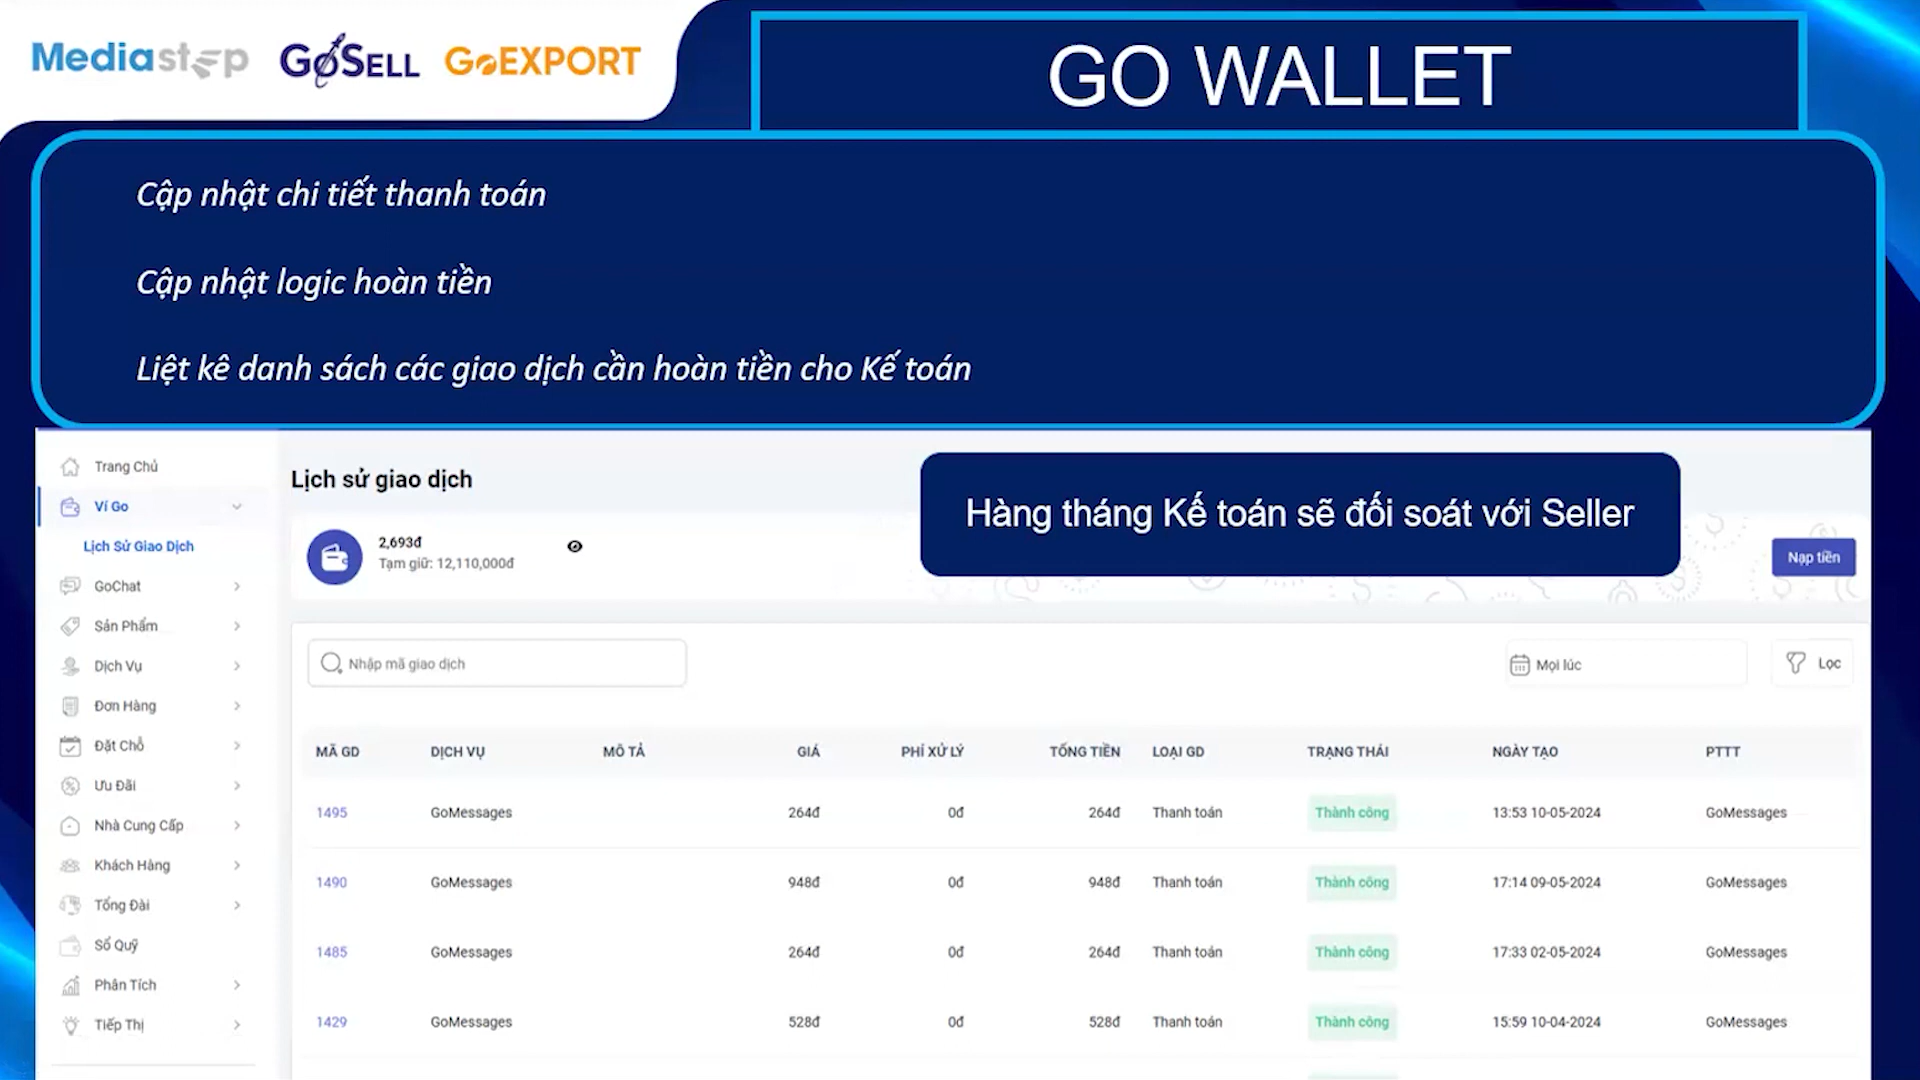 Mediastep GoSELL GoEXPORT
GO WALLET
Cập nhật chi tiết thanh toán
Cập nhật logic hoàn tiền
Liệt kê danh sách các giao dịch cần hoàn tiền cho Kế toán
Trang Chủ
Ví Go
Lịch Sử Giao Dịch
GoChat
Sản Phẩm
Dịch Vụ
Đơn Hàng
Đặt Chỗ
Ưu Đãi
Nhà Cung Cấp
Khách Hàng
Tổng Đài
Sổ Quỹ
Phân Tích
Tiếp Thị
Lịch sử giao dịch
Hàng tháng Kế toán sẽ đối soát với Seller
2,693đ
Tạm giữ: 12,110,000đ
Nạp tiền
Nhập mã giao dịch
Mọi lúc
Lọc
MÃ GD DỊCH VỤ MÔ TẢ GIÁ PHÍ XỬ LÝ TỔNG TIỀN LOẠI GD TRẠNG THÁI NGÀY TẠO PTTT
1495 GoMessages 264đ 0đ 264đ Thanh toán Thành công 13:53 10-05-2024 GoMessages
1490 GoMessages 948đ 0đ 948đ Thanh toán Thành công 17:14 09-05-2024 GoMessages
1485 GoMessages 264đ 0đ 264đ Thanh toán Thành công 17:33 02-05-2024 GoMessages
1429 GoMessages 528đ 0đ 528đ Thanh toán Thành công 15:59 10-04-2024 GoMessages